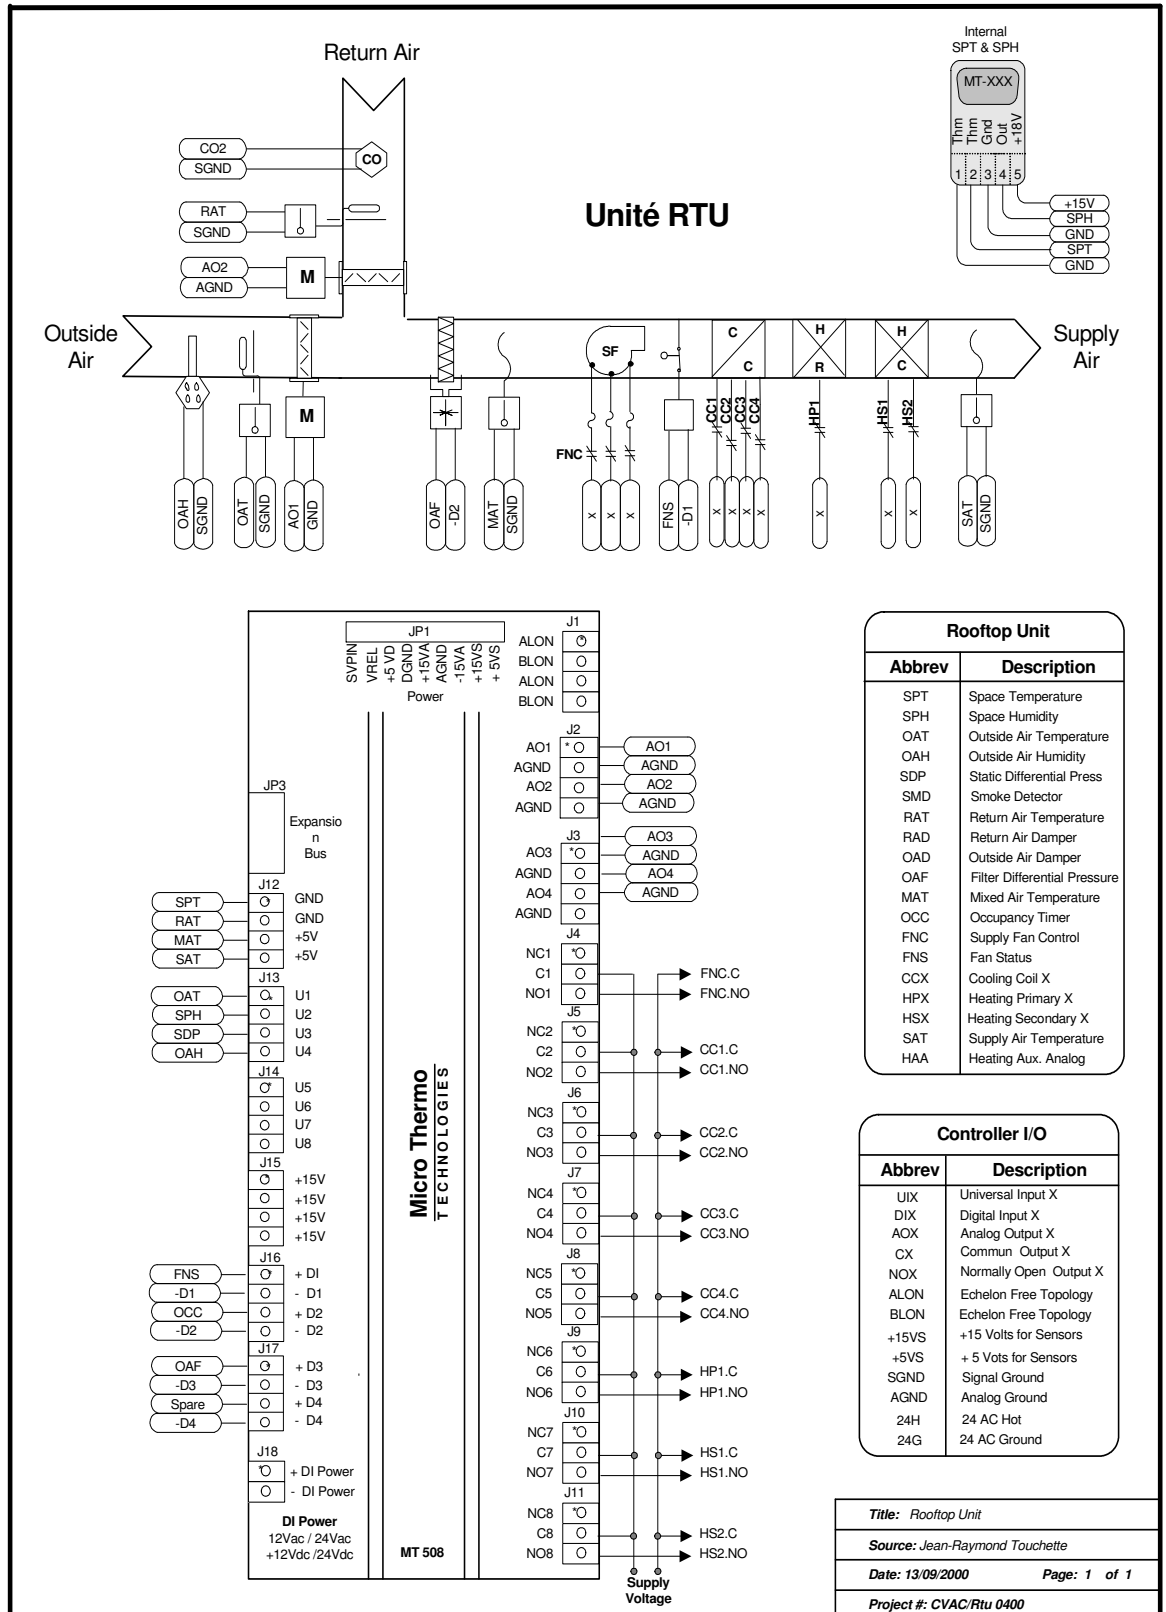 Return Air
Internal
SPT & SPH
MT-XXX
Thm
Thm
Gnd
Out
+18V
1 2 3 4 5
+15V
SPH
GND
SPT
GND
CO2
SGND
CO
RAT
SGND
AO2
AGND
M
Unité RTU
Outside
Air
Supply
Air
SF
C
C
H
R
H
C
M
FNC
CC1
CC2
CC3
CC4
HP1
HS1
HS2
OAH
SGND
OAT
SGND
AO1
GND
OAF
-D2
MAT
SGND
x
x
x
FNS
-D1
x
x
x
x
x
x
x
SAT
SGND
JP1
SVPIN
VREL
+5 VD
DGND
+15VA
AGND
-15VA
+15VS
+ 5VS
Power
J1
ALON
BLON
ALON
BLON
J2
AO1 * AO1
AGND AGND
AO2 AO2
AGND AGND
J3
AO3 * AO3
AGND AGND
AO4 AO4
AGND AGND
J4
NC1 *
C1 FNC.C
NO1 FNC.NO
J5
NC2 *
C2 CC1.C
NO2 CC1.NO
J6
NC3 *
C3 CC2.C
NO3 CC2.NO
J7
NC4 *
C4 CC3.C
NO4 CC3.NO
J8
NC5 *
C5 CC4.C
NO5 CC4.NO
J9
NC6 *
C6 HP1.C
NO6 HP1.NO
J10
NC7 *
C7 HS1.C
NO7 HS1.NO
J11
NC8 *
C8 HS2.C
NO8 HS2.NO
Supply
Voltage
JP3
Expansio
n
Bus
J12
SPT GND
RAT GND
MAT +5V
SAT +5V
J13
OAT U1
SPH U2
SDP U3
OAH U4
J14
U5
U6
U7
U8
J15
+15V
+15V
+15V
+15V
J16
FNS + DI
-D1 - D1
OCC + D2
-D2 - D2
J17
OAF + D3
-D3 - D3
Spare + D4
-D4 - D4
J18
+ DI Power
- DI Power
DI Power
12Vac / 24Vac
+12Vdc /24Vdc
MT 508
Micro Thermo
TECHNOLOGIES
Rooftop Unit
Abbrev Description
SPT Space Temperature
SPH Space Humidity
OAT Outside Air Temperature
OAH Outside Air Humidity
SDP Static Differential Press
SMD Smoke Detector
RAT Return Air Temperature
RAD Return Air Damper
OAD Outside Air Damper
OAF Filter Differential Pressure
MAT Mixed Air Temperature
OCC Occupancy Timer
FNC Supply Fan Control
FNS Fan Status
CCX Cooling Coil X
HPX Heating Primary X
HSX Heating Secondary X
SAT Supply Air Temperature
HAA Heating Aux. Analog
Controller I/O
Abbrev Description
UIX Universal Input X
DIX Digital Input X
AOX Analog Output X
CX Commun Output X
NOX Normally Open Output X
ALON Echelon Free Topology
BLON Echelon Free Topology
+15VS +15 Volts for Sensors
+5VS + 5 Vots for Sensors
SGND Signal Ground
AGND Analog Ground
24H 24 AC Hot
24G 24 AC Ground
Title: Rooftop Unit
Source: Jean-Raymond Touchette
Date: 13/09/2000 Page: 1 of 1
Project #: CVAC/Rtu 0400